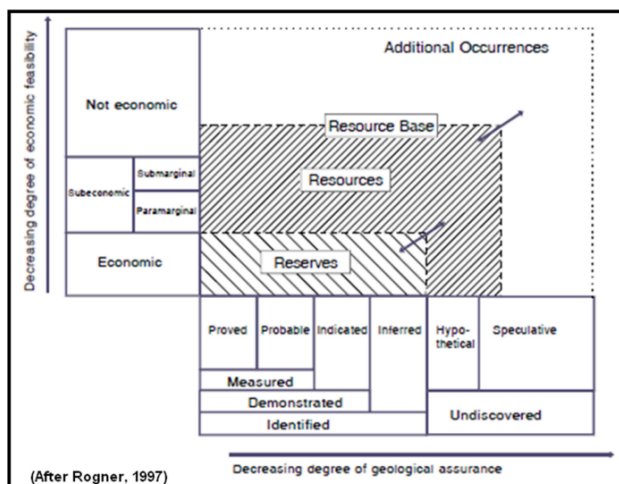 Decreasing degree of economic feasibility
Additional Occurrences
Not economic
Resource Base
Subeconomic
Submarginal
Resources
Paramarginal
Economic
Reserves
Proved
Probable
Indicated
Inferred
Hypo-
thetical
Speculative
Measured
Demonstrated
Undiscovered
Identified
Decreasing degree of geological assurance
(After Rogner, 1997)